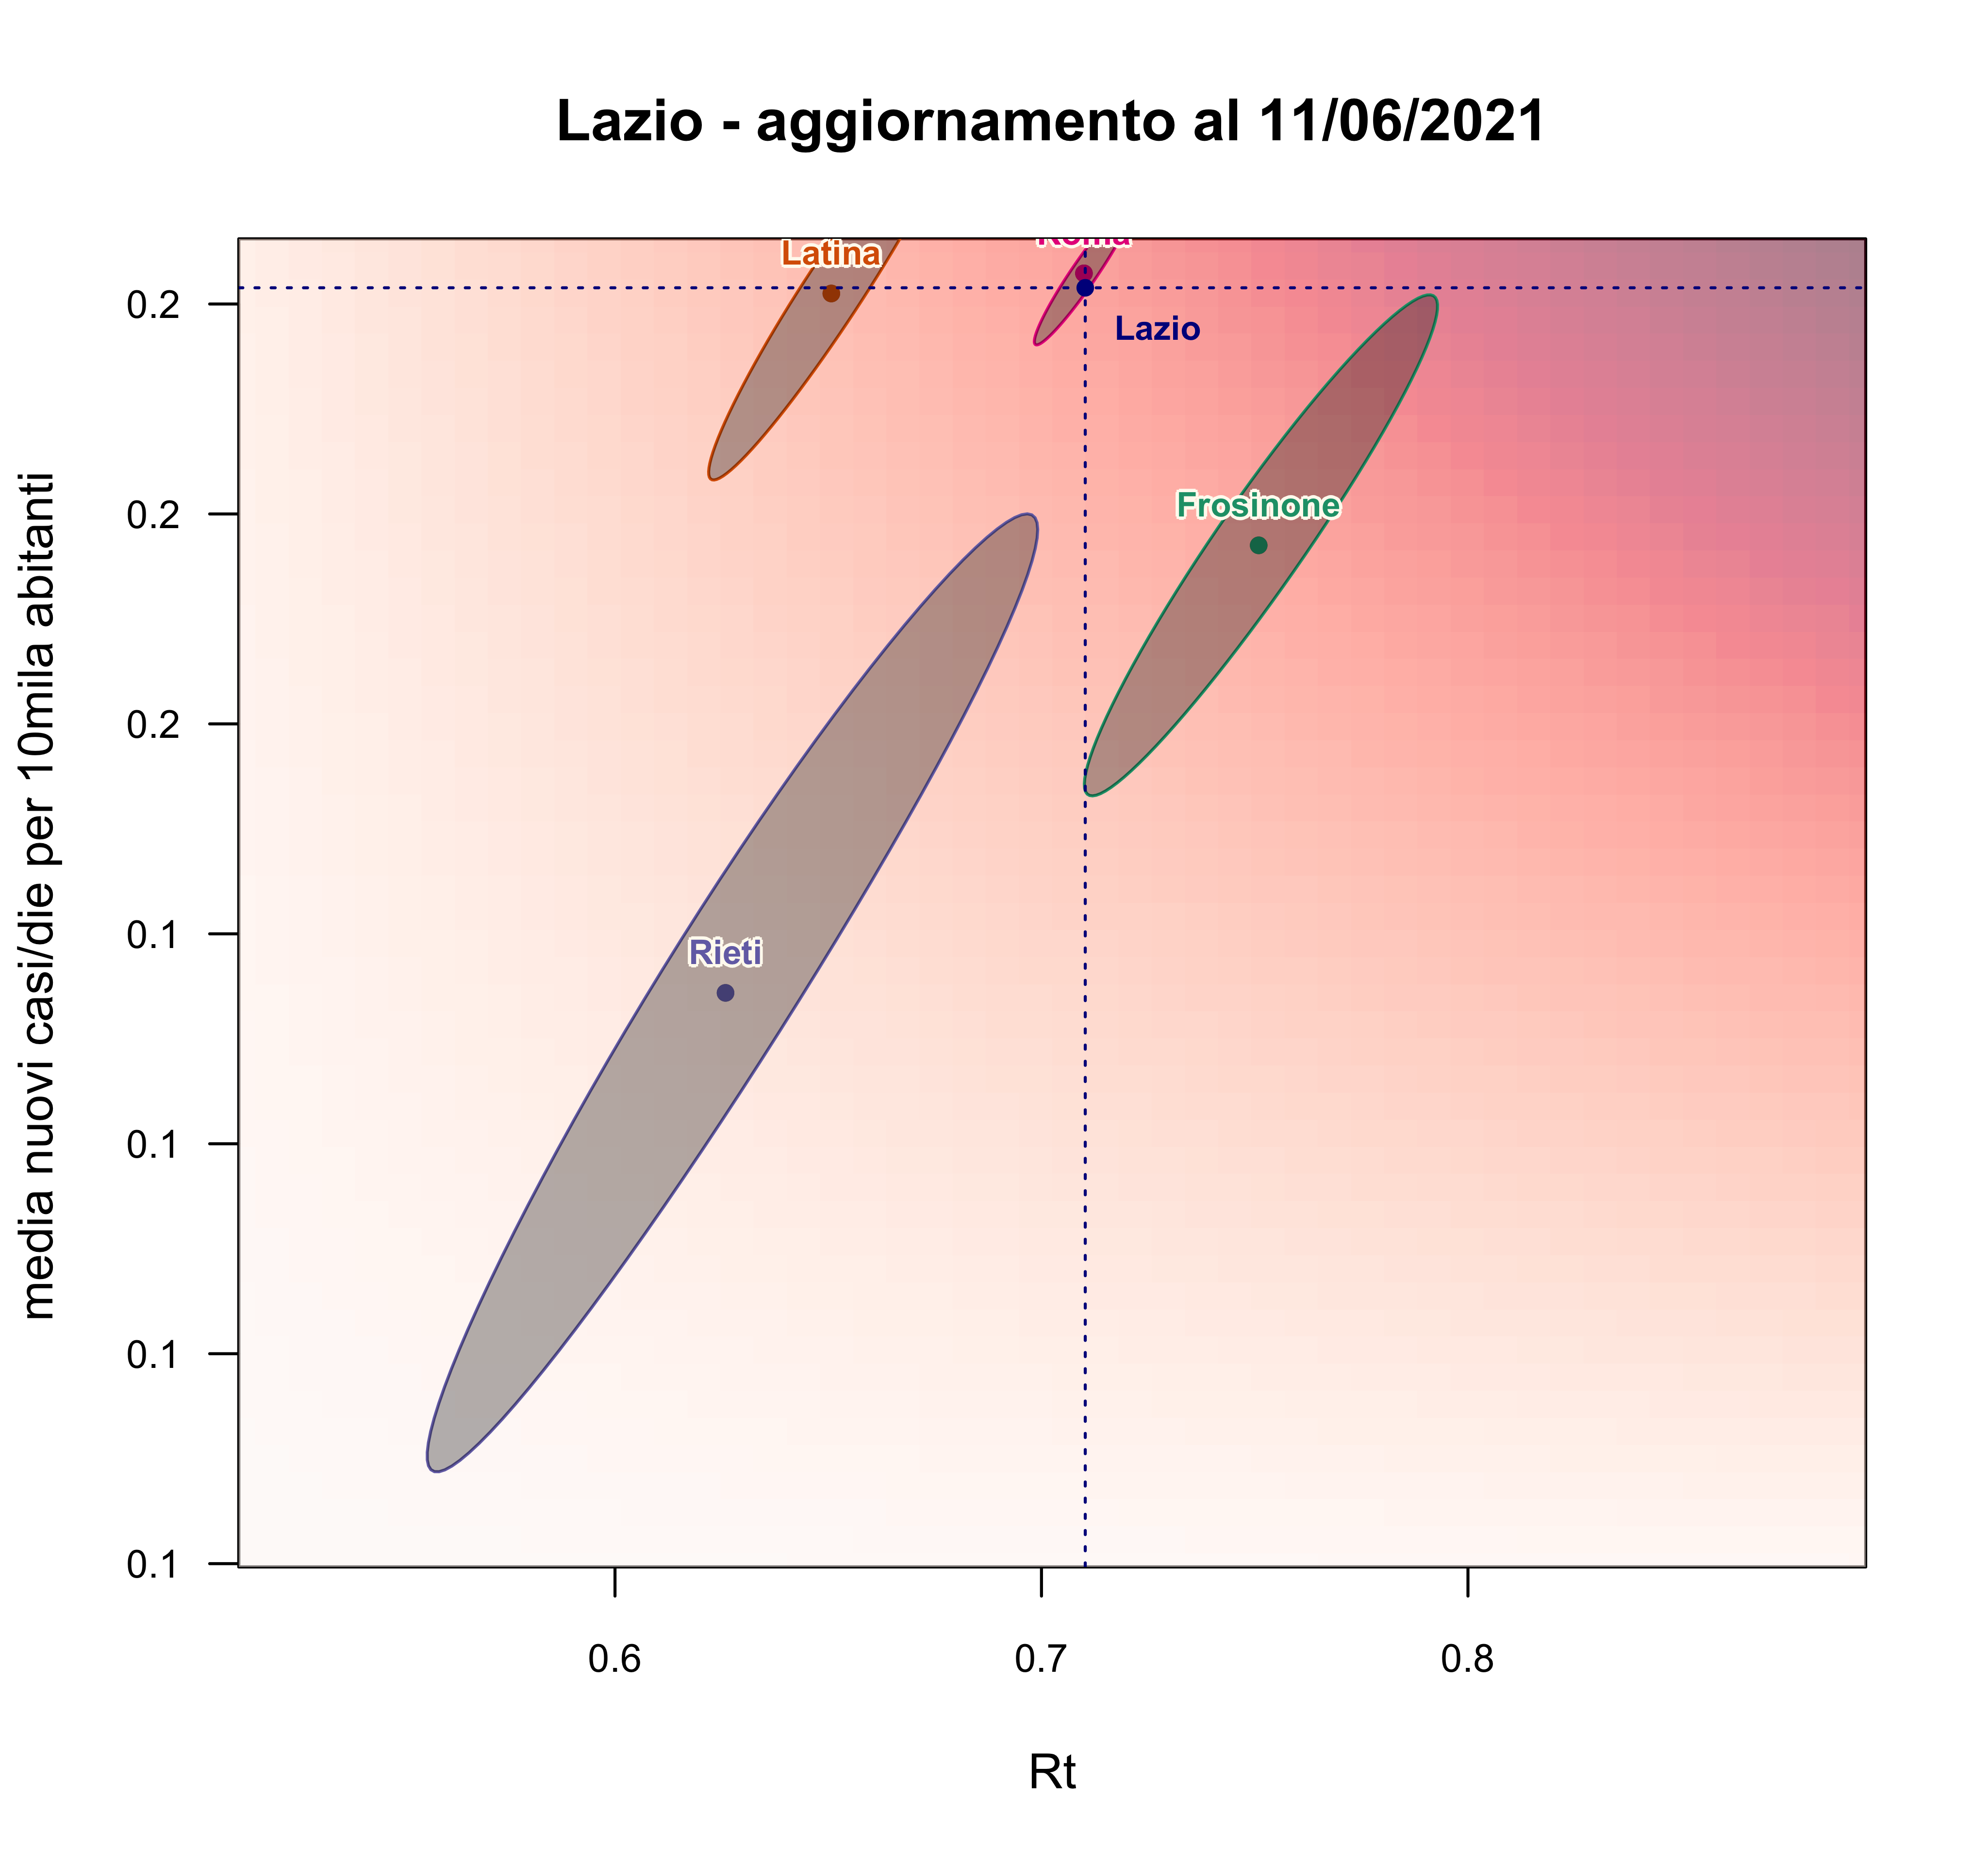 Lazio - aggiornamento al 11/06/2021
Latina
Roma
0.2
Lazio
Frosinone
0.2
0.2
0.1
Rieti
0.1
0.1
0.1
media nuovi casi/die per 10mila abitanti
0.6
0.7
0.8
Rt